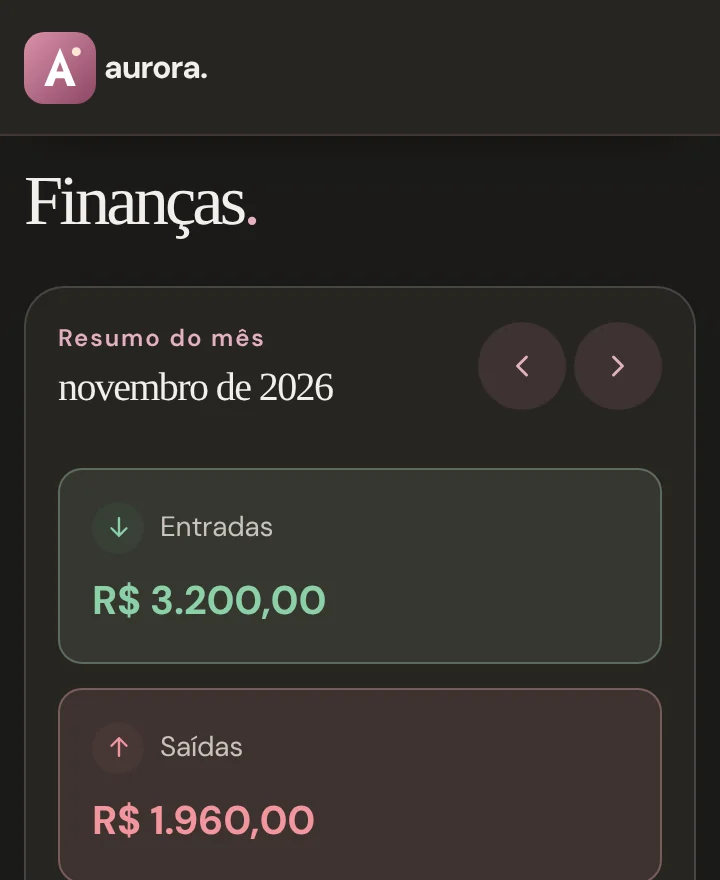 A
aurora.
Finanças.
Resumo do mês
novembro de 2026
Entradas
R$ 3.200,00
Saídas
R$ 1.960,00